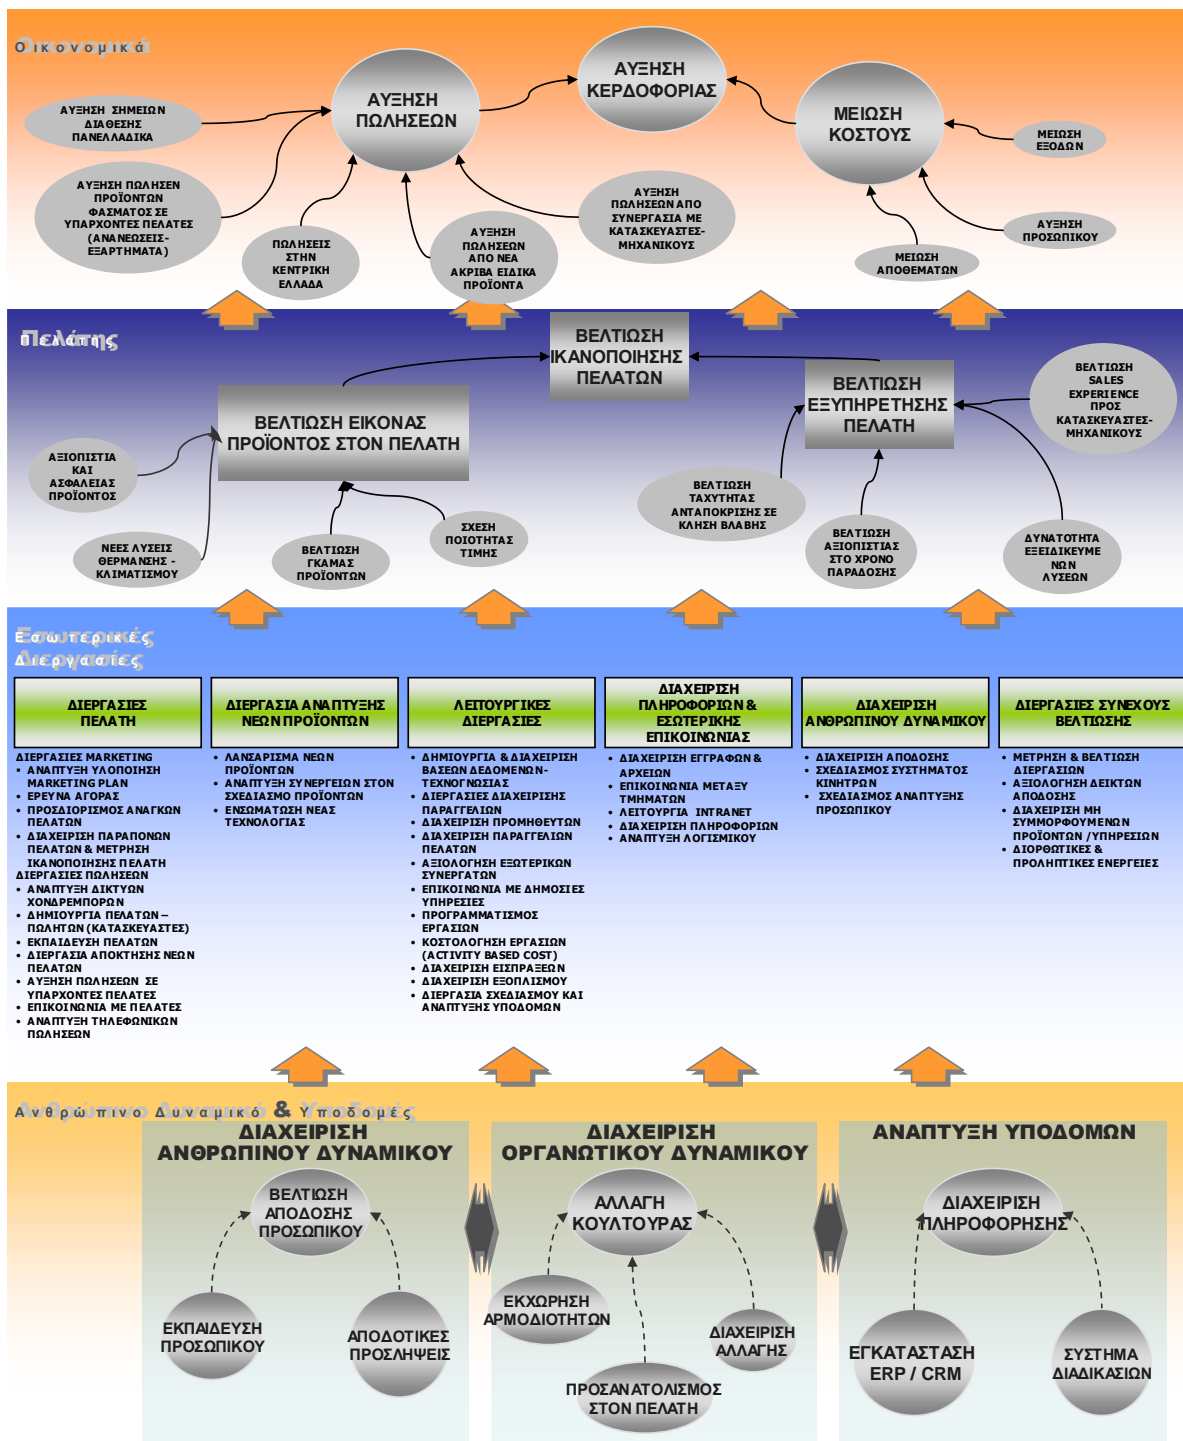 Οικονομικά
ΑΥΞΗΣΗ
ΠΩΛΗΣΕΩΝ
ΑΥΞΗΣΗ
ΚΕΡΔΟΦΟΡΙΑΣ
ΜΕΙΩΣΗ
ΚΟΣΤΟΥΣ
ΑΥΞΗΣΗ ΣΗΜΕΙΩΝ
ΔΙΑΘΕΣΗΣ
ΠΑΝΕΛΛΑΔΙΚΑ
ΜΕΙΩΣΗ
ΕΞΟΔΩΝ
ΑΥΞΗΣΗ ΠΩΛΗΣΕΝ
ΠΡΟΪΟΝΤΩΝ
ΦΑΣΜΑΤΟΣ ΣΕ
ΥΠΑΡΧΟΝΤΕΣ ΠΕΛΑΤΕΣ
(ΑΝΑΝΕΩΣΕΙΣ-
ΕΞΑΡΤΗΜΑΤΑ)
ΠΩΛΗΣΕΙΣ
ΣΤΗΝ
ΚΕΝΤΡΙΚΗ
ΕΛΛΑΔΑ
ΑΥΞΗΣΗ
ΠΩΛΗΣΕΩΝ
ΑΠΟ ΝΕΑ
ΑΚΡΙΒΑ ΕΙΔΙΚΑ
ΠΡΟΪΟΝΤΑ
ΑΥΞΗΣΗ
ΠΩΛΗΣΕΩΝ ΑΠΟ
ΣΥΝΕΡΓΑΣΙΑ ΜΕ
ΚΑΤΑΣΚΕΥΑΣΤΕΣ-
ΜΗΧΑΝΙΚΟΥΣ
ΜΕΙΩΣΗ
ΑΠΟΘΕΜΑΤΩΝ
ΑΥΞΗΣΗ
ΠΡΟΣΩΠΙΚΟΥ
Πελάτης
ΒΕΛΤΙΩΣΗ
ΙΚΑΝΟΠΟΙΗΣΗΣ
ΠΕΛΑΤΩΝ
ΒΕΛΤΙΩΣΗ ΕΙΚΟΝΑΣ
ΠΡΟΪΟΝΤΟΣ ΣΤΟΝ ΠΕΛΑΤΗ
ΒΕΛΤΙΩΣΗ
ΕΞΥΠΗΡΕΤΗΣΗΣ
ΠΕΛΑΤΗ
ΒΕΛΤΙΩΣΗ
SALES
EXPERIENCE
ΠΡΟΣ
ΚΑΤΑΣΚΕΥΑΣΤΕΣ-
ΜΗΧΑΝΙΚΟΥΣ
ΑΞΙΟΠΙΣΤΙΑ
ΚΑΙ
ΑΣΦΑΛΕΙΑΣ
ΠΡΟΪΟΝΤΟΣ
ΝΕΕΣ ΛΥΣΕΙΣ
ΘΕΡΜΑΝΣΗΣ -
ΚΛΙΜΑΤΙΣΜΟΥ
ΒΕΛΤΙΩΣΗ
ΓΚΑΜΑΣ
ΠΡΟΪΟΝΤΩΝ
ΣΧΕΣΗ
ΠΟΙΟΤΗΤΑΣ
ΤΙΜΗΣ
ΒΕΛΤΙΩΣΗ
ΤΑΧΥΤΗΤΑΣ
ΑΝΤΑΠΟΚΡΙΣΗΣ ΣΕ
ΚΛΗΣΗ ΒΛΑΒΗΣ
ΒΕΛΤΙΩΣΗ
ΑΞΙΟΠΙΣΤΙΑΣ
ΣΤΟ ΧΡΟΝΟ
ΠΑΡΑΔΟΣΗΣ
ΔΥΝΑΤΟΤΗΤΑ
ΕΞΕΙΔΙΚΕΥΜΕ
ΝΩΝ
ΛΥΣΕΩΝ
Εσωτερικές
Διεργασίες
ΔΙΕΡΓΑΣΙΕΣ
ΠΕΛΑΤΗ
ΔΙΕΡΓΑΣΙΕΣ MARKETING
• ΑΝΑΠΤΥΞΗ ΥΛΟΠΟΙΗΣΗ
MARKETING PLAN
• ΕΡΕΥΝΑ ΑΓΟΡΑΣ
• ΠΡΟΣΔΙΟΡΙΣΜΟΣ ΑΝΑΓΚΩΝ
ΠΕΛΑΤΩΝ
• ΔΙΑΧΕΙΡΙΣΗ ΠΑΡΑΠΟΝΩΝ
ΠΕΛΑΤΩΝ & ΜΕΤΡΗΣΗ
ΙΚΑΝΟΠΟΙΗΣΗΣ ΠΕΛΑΤΗ
ΔΙΕΡΓΑΣΙΕΣ ΠΩΛΗΣΕΩΝ
• ΑΝΑΠΤΥΞΗ ΔΙΚΤΥΩΝ
ΧΟΝΔΡΕΜΠΟΡΩΝ
• ΔΗΜΙΟΥΡΓΙΑ ΠΕΛΑΤΩΝ –
ΠΩΛΗΤΩΝ (ΚΑΤΑΣΚΕΥΑΣΤΕΣ)
• ΕΚΠΑΙΔΕΥΣΗ ΠΕΛΑΤΩΝ
• ΔΙΕΡΓΑΣΙΑ ΑΠΟΚΤΗΣΗΣ ΝΕΩΝ
ΠΕΛΑΤΩΝ
• ΑΥΞΗΣΗ ΠΩΛΗΣΕΩΝ ΣΕ
ΥΠΑΡΧΟΝΤΕΣ ΠΕΛΑΤΕΣ
• ΕΠΙΚΟΙΝΩΝΙΑ ΜΕ ΠΕΛΑΤΕΣ
• ΑΝΑΠΤΥΞΗ ΤΗΛΕΦΩΝΙΚΩΝ
ΠΩΛΗΣΕΩΝ
ΔΙΕΡΓΑΣΙΑ ΑΝΑΠΤΥΞΗΣ
ΝΕΩΝ ΠΡΟΪΟΝΤΩΝ
• ΛΑΝΣΑΡΙΣΜΑ ΝΕΩΝ
ΠΡΟΪΟΝΤΩΝ
• ΑΝΑΠΤΥΞΗ ΣΥΝΕΡΓΕΙΩΝ ΣΤΟΝ
ΣΧΕΔΙΑΣΜΟ ΠΡΟΪΟΝΤΩΝ
• ΕΝΣΩΜΑΤΩΣΗ ΝΕΑΣ
ΤΕΧΝΟΛΟΓΙΑΣ
ΛΕΙΤΟΥΡΓΙΚΕΣ
ΔΙΕΡΓΑΣΙΕΣ
• ΔΗΜΙΟΥΡΓΙΑ & ΔΙΑΧΕΙΡΙΣΗ
ΒΑΣΕΩΝ ΔΕΔΟΜΕΝΩΝ-
ΤΕΧΝΟΓΝΩΣΙΑΣ
• ΔΙΕΡΓΑΣΙΕΣ ΔΙΑΧΕΙΡΙΣΗΣ
ΠΑΡΑΓΓΕΛΙΩΝ
• ΔΙΑΧΕΙΡΙΣΗ ΠΡΟΜΗΘΕΥΤΩΝ
• ΔΙΑΧΕΙΡΙΣΗ ΠΑΡΑΓΓΕΛΙΩΝ
ΠΕΛΑΤΩΝ
• ΑΞΙΟΛΟΓΗΣΗ ΕΞΩΤΕΡΙΚΩΝ
ΣΥΝΕΡΓΑΤΩΝ
• ΕΠΙΚΟΙΝΩΝΙΑ ΜΕ ΔΗΜΟΣΙΕΣ
ΥΠΗΡΕΣΙΕΣ
• ΠΡΟΓΡΑΜΜΑΤΙΣΜΟΣ
ΕΡΓΑΣΙΩΝ
• ΚΟΣΤΟΛΟΓΗΣΗ ΕΡΓΑΣΙΩΝ
(ACTIVITY BASED COST)
• ΔΙΑΧΕΙΡΙΣΗ ΕΙΣΠΡΑΞΕΩΝ
• ΔΙΑΧΕΙΡΙΣΗ ΕΞΟΠΛΙΣΜΟΥ
• ΔΙΕΡΓΑΣΙΑ ΣΧΕΔΙΑΣΜΟΥ ΚΑΙ
ΑΝΑΠΤΥΞΗΣ ΥΠΟΔΟΜΩΝ
ΔΙΑΧΕΙΡΙΣΗ
ΠΛΗΡΟΦΟΡΙΩΝ &
ΕΣΩΤΕΡΙΚΗΣ
ΕΠΙΚΟΙΝΩΝΙΑΣ
• ΔΙΑΧΕΙΡΙΣΗ ΕΓΓΡΑΦΩΝ &
ΑΡΧΕΙΩΝ
• ΕΠΙΚΟΙΝΩΝΙΑ ΜΕΤΑΞΥ
ΤΜΗΜΑΤΩΝ
• ΛΕΙΤΟΥΡΓΙΑ INTRANET
• ΔΙΑΧΕΙΡΙΣΗ ΠΛΗΡΟΦΟΡΙΩΝ
• ΑΝΑΠΤΥΞΗ ΛΟΓΙΣΜΙΚΟΥ
ΔΙΑΧΕΙΡΙΣΗ
ΑΝΘΡΩΠΙΝΟΥ ΔΥΝΑΜΙΚΟΥ
• ΔΙΑΧΕΙΡΙΣΗ ΑΠΟΔΟΣΗΣ
• ΣΧΕΔΙΑΣΜΟΣ ΣΥΣΤΗΜΑΤΟΣ
ΚΙΝΗΤΡΩΝ
• ΣΧΕΔΙΑΣΜΟΣ ΑΝΑΠΤΥΞΗΣ
ΠΡΟΣΩΠΙΚΟΥ
ΔΙΕΡΓΑΣΙΕΣ ΣΥΝΕΧΟΥΣ
ΒΕΛΤΙΩΣΗΣ
• ΜΕΤΡΗΣΗ & ΒΕΛΤΙΩΣΗ
ΔΙΕΡΓΑΣΙΩΝ
• ΑΞΙΟΛΟΓΗΣΗ ΔΕΙΚΤΩΝ
ΑΠΟΔΟΣΗΣ
• ΔΙΑΧΕΙΡΙΣΗ ΜΗ
ΣΥΜΜΟΡΦΟΥΜΕΝΩΝ
ΠΡΟΪΟΝΤΩΝ /ΥΠΗΡΕΣΙΩΝ
• ΔΙΟΡΘΩΤΙΚΕΣ &
ΠΡΟΛΗΠΤΙΚΕΣ ΕΝΕΡΓΕΙΕΣ
Ανθρώπινο Δυναμικό & Υποδομές
ΔΙΑΧΕΙΡΙΣΗ
ΑΝΘΡΩΠΙΝΟΥ ΔΥΝΑΜΙΚΟΥ
ΒΕΛΤΙΩΣΗ
ΑΠΟΔΟΣΗΣ
ΠΡΟΣΩΠΙΚΟΥ
ΕΚΠΑΙΔΕΥΣΗ
ΠΡΟΣΩΠΙΚΟΥ
ΑΠΟΔΟΤΙΚΕΣ
ΠΡΟΣΛΗΨΕΙΣ
ΔΙΑΧΕΙΡΙΣΗ
ΟΡΓΑΝΩΤΙΚΟΥ ΔΥΝΑΜΙΚΟΥ
ΑΛΛΑΓΗ
ΚΟΥΛΤΟΥΡΑΣ
ΕΚΧΩΡΗΣΗ
ΑΡΜΟΔΙΟΤΗΤΩΝ
ΔΙΑΧΕΙΡΙΣΗ
ΑΛΛΑΓΗΣ
ΠΡΟΣΑΝΑΤΟΛΙΣΜΟΣ
ΣΤΟΝ ΠΕΛΑΤΗ
ΑΝΑΠΤΥΞΗ ΥΠΟΔΟΜΩΝ
ΔΙΑΧΕΙΡΙΣΗ
ΠΛΗΡΟΦΟΡΗΣΗΣ
ΕΓΚΑΤΑΣΤΑΣΗ
ERP / CRM
ΣΥΣΤΗΜΑ
ΔΙΑΔΙΚΑΣΙΩΝ